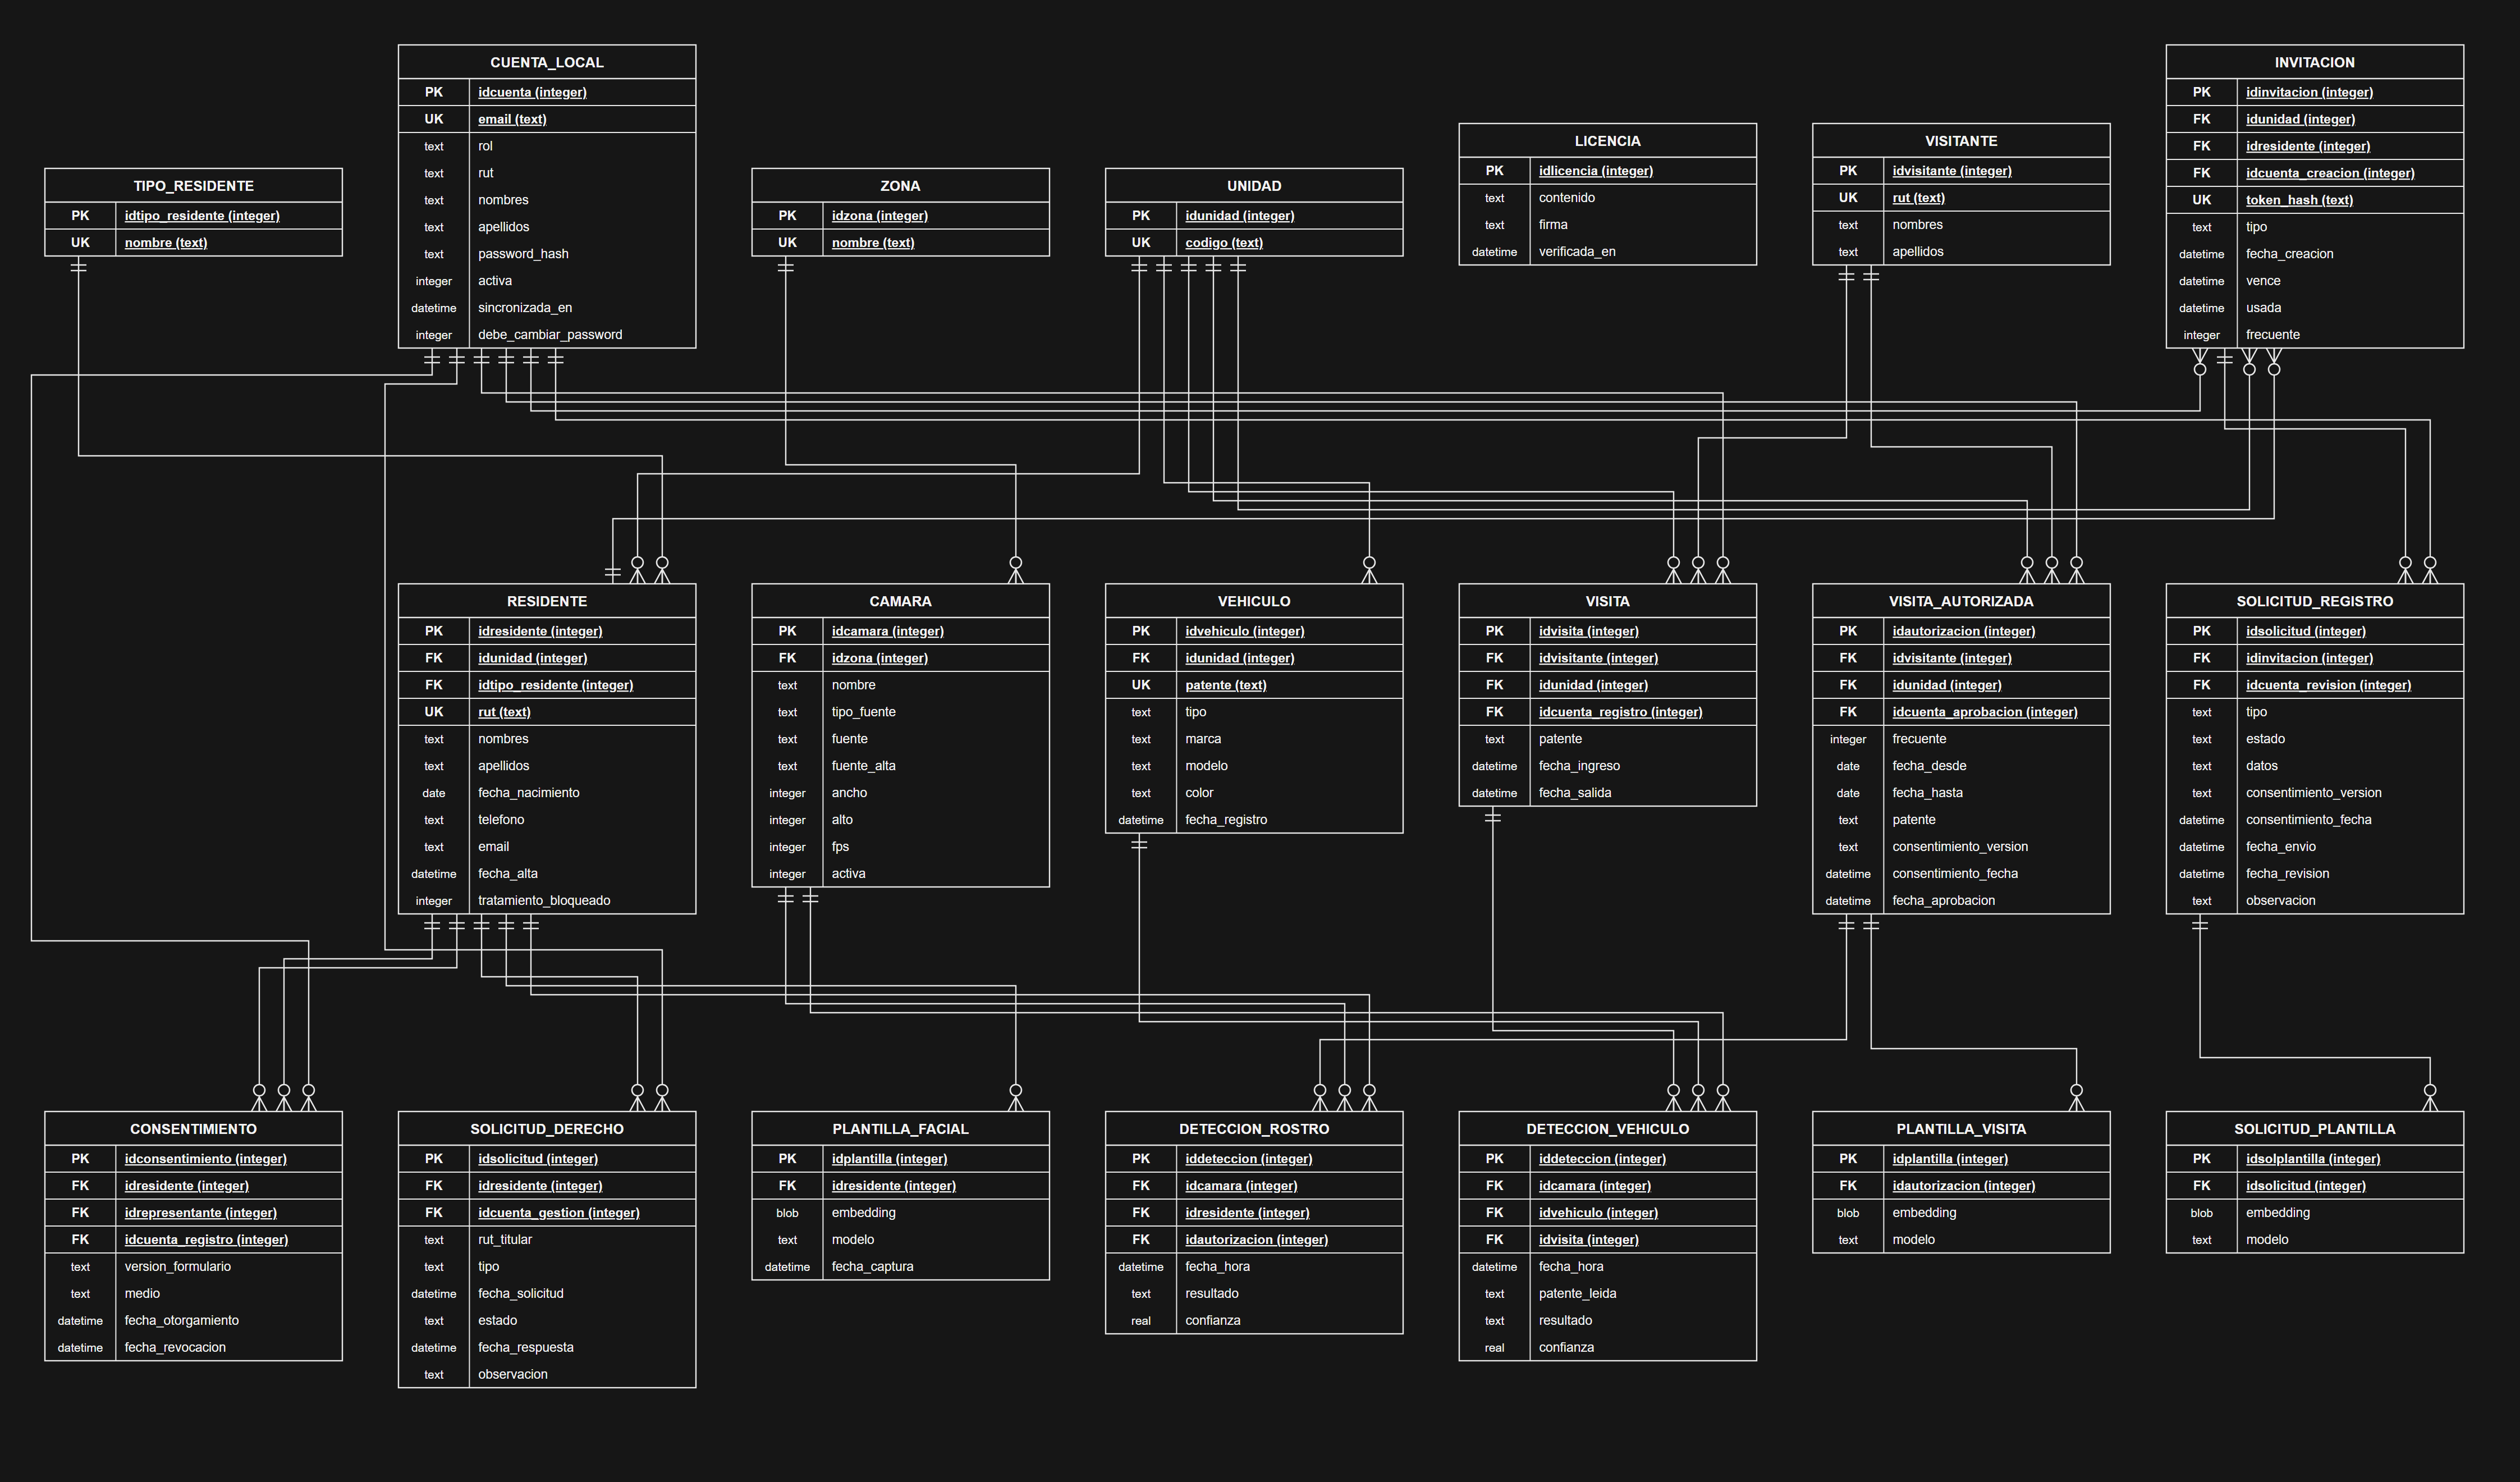 CUENTA_LOCAL
PK idcuenta (integer)
UK email (text)
text rol
text rut
text nombres
text apellidos
text password_hash
integer activa
datetime sincronizada_en
integer debe_cambiar_password
INVITACION
PK idinvitacion (integer)
FK idunidad (integer)
FK idresidente (integer)
FK idcuenta_creacion (integer)
UK token_hash (text)
text tipo
datetime fecha_creacion
datetime vence
datetime usada
integer frecuente
LICENCIA
PK idlicencia (integer)
text contenido
text firma
datetime verificada_en
VISITANTE
PK idvisitante (integer)
UK rut (text)
text nombres
text apellidos
TIPO_RESIDENTE
PK idtipo_residente (integer)
UK nombre (text)
ZONA
PK idzona (integer)
UK nombre (text)
UNIDAD
PK idunidad (integer)
UK codigo (text)
RESIDENTE
PK idresidente (integer)
FK idunidad (integer)
FK idtipo_residente (integer)
UK rut (text)
text nombres
text apellidos
date fecha_nacimiento
text telefono
text email
datetime fecha_alta
integer tratamiento_bloqueado
CAMARA
PK idcamara (integer)
FK idzona (integer)
text nombre
text tipo_fuente
text fuente
text fuente_alta
integer ancho
integer alto
integer fps
integer activa
VEHICULO
PK idvehiculo (integer)
FK idunidad (integer)
UK patente (text)
text tipo
text marca
text modelo
text color
datetime fecha_registro
VISITA
PK idvisita (integer)
FK idvisitante (integer)
FK idunidad (integer)
FK idcuenta_registro (integer)
text patente
datetime fecha_ingreso
datetime fecha_salida
VISITA_AUTORIZADA
PK idautorizacion (integer)
FK idvisitante (integer)
FK idunidad (integer)
FK idcuenta_aprobacion (integer)
integer frecuente
date fecha_desde
date fecha_hasta
text patente
text consentimiento_version
datetime consentimiento_fecha
datetime fecha_aprobacion
SOLICITUD_REGISTRO
PK idsolicitud (integer)
FK idinvitacion (integer)
FK idcuenta_revision (integer)
text tipo
text estado
text datos
text consentimiento_version
datetime consentimiento_fecha
datetime fecha_envio
datetime fecha_revision
text observacion
CONSENTIMIENTO
PK idconsentimiento (integer)
FK idresidente (integer)
FK idrepresentante (integer)
FK idcuenta_registro (integer)
text version_formulario
text medio
datetime fecha_otorgamiento
datetime fecha_revocacion
SOLICITUD_DERECHO
PK idsolicitud (integer)
FK idresidente (integer)
FK idcuenta_gestion (integer)
text rut_titular
text tipo
datetime fecha_solicitud
text estado
datetime fecha_respuesta
text observacion
PLANTILLA_FACIAL
PK idplantilla (integer)
FK idresidente (integer)
blob embedding
text modelo
datetime fecha_captura
DETECCION_ROSTRO
PK iddeteccion (integer)
FK idcamara (integer)
FK idresidente (integer)
FK idautorizacion (integer)
datetime fecha_hora
text resultado
real confianza
DETECCION_VEHICULO
PK iddeteccion (integer)
FK idcamara (integer)
FK idvehiculo (integer)
FK idvisita (integer)
datetime fecha_hora
text patente_leida
text resultado
real confianza
PLANTILLA_VISITA
PK idplantilla (integer)
FK idautorizacion (integer)
blob embedding
text modelo
SOLICITUD_PLANTILLA
PK idsolplantilla (integer)
FK idsolicitud (integer)
blob embedding
text modelo